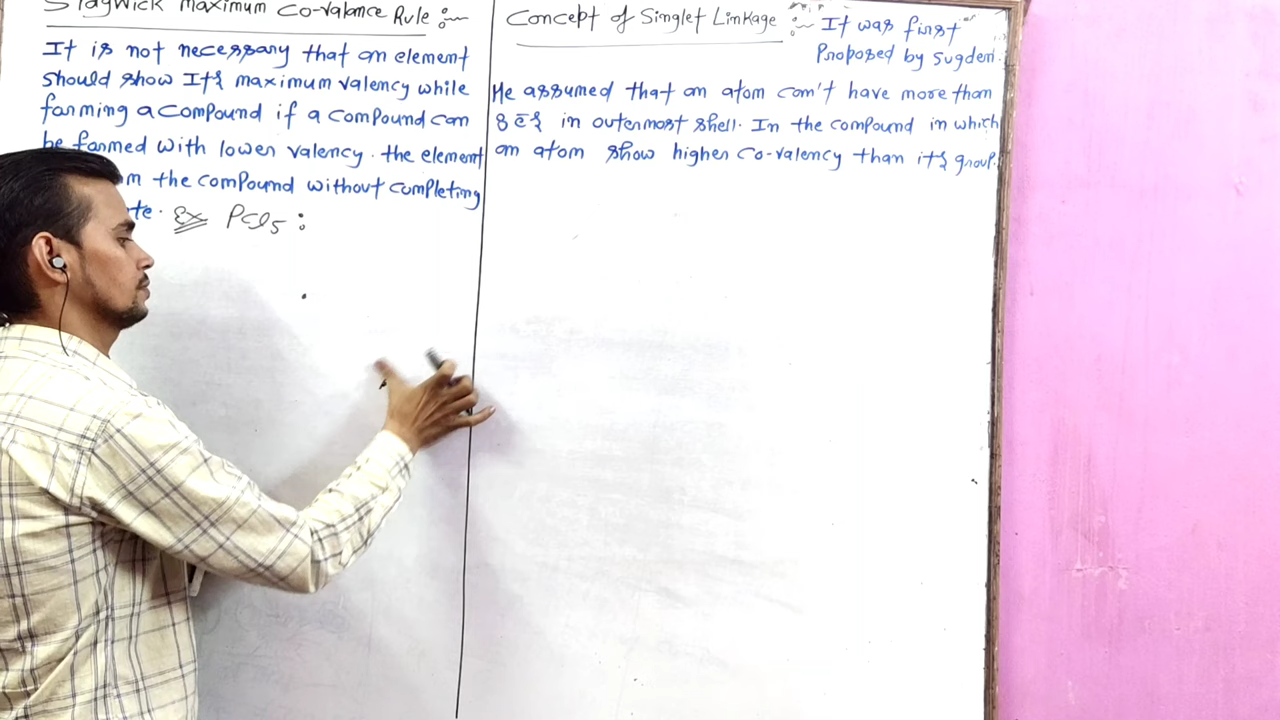 Sidgwick Maximum Co-valance Rule :~
It is not necessary that an element
should show It's maximum valency while
forming a compound if a compound can
be formed with lower valency. the element
m the compound without completing
te. Ex PCl5 :
Concept of Singlet Linkage :~ It was first
Proposed by Sugden.
He assumed that an atom can't have more than
8 e̅s in outermost shell. In the compound in which
an atom show higher co-valency than it's group.